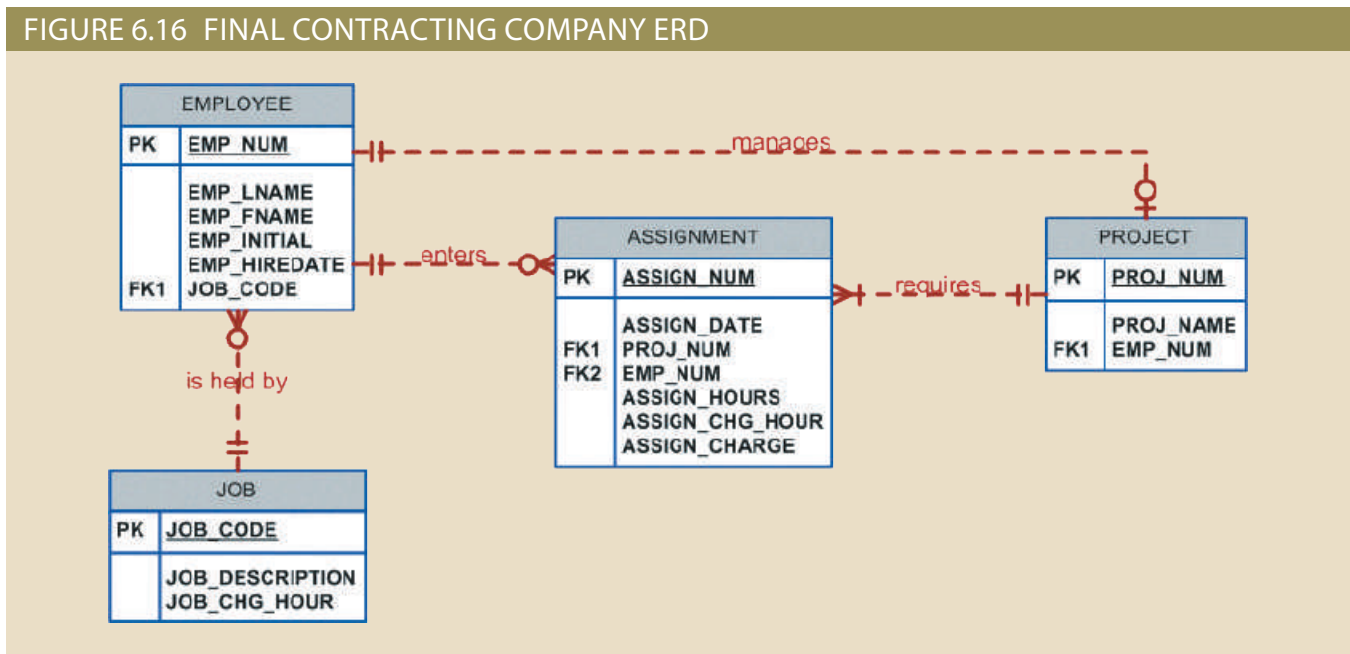 FIGURE 6.16 FINAL CONTRACTING COMPANY ERD
EMPLOYEE
PK EMP_NUM
EMP_LNAME
EMP_FNAME
EMP_INITIAL
EMP_HIREDATE
FK1 JOB_CODE
manages
enters
ASSIGNMENT
PK ASSIGN_NUM
ASSIGN_DATE
FK1 PROJ_NUM
FK2 EMP_NUM
ASSIGN_HOURS
ASSIGN_CHG_HOUR
ASSIGN_CHARGE
requires
PROJECT
PK PROJ_NUM
PROJ_NAME
FK1 EMP_NUM
is held by
JOB
PK JOB_CODE
JOB_DESCRIPTION
JOB_CHG_HOUR